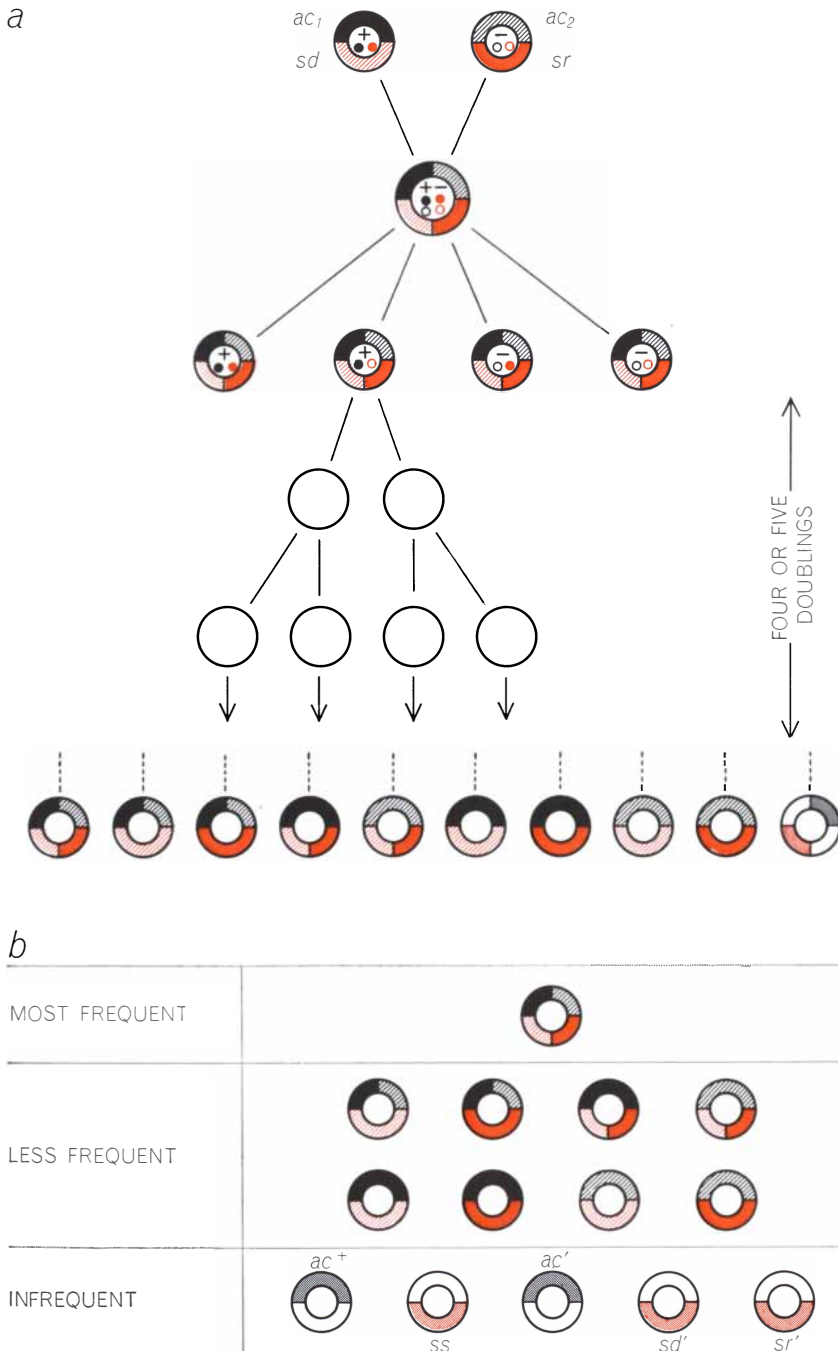 a
ac₁
ac₂
+
−
sd
sr
+ −
+
+
−
−
FOUR OR FIVE
DOUBLINGS
b
MOST FREQUENT
LESS FREQUENT
ac⁺
ac′
INFREQUENT
ss
sd′
sr′